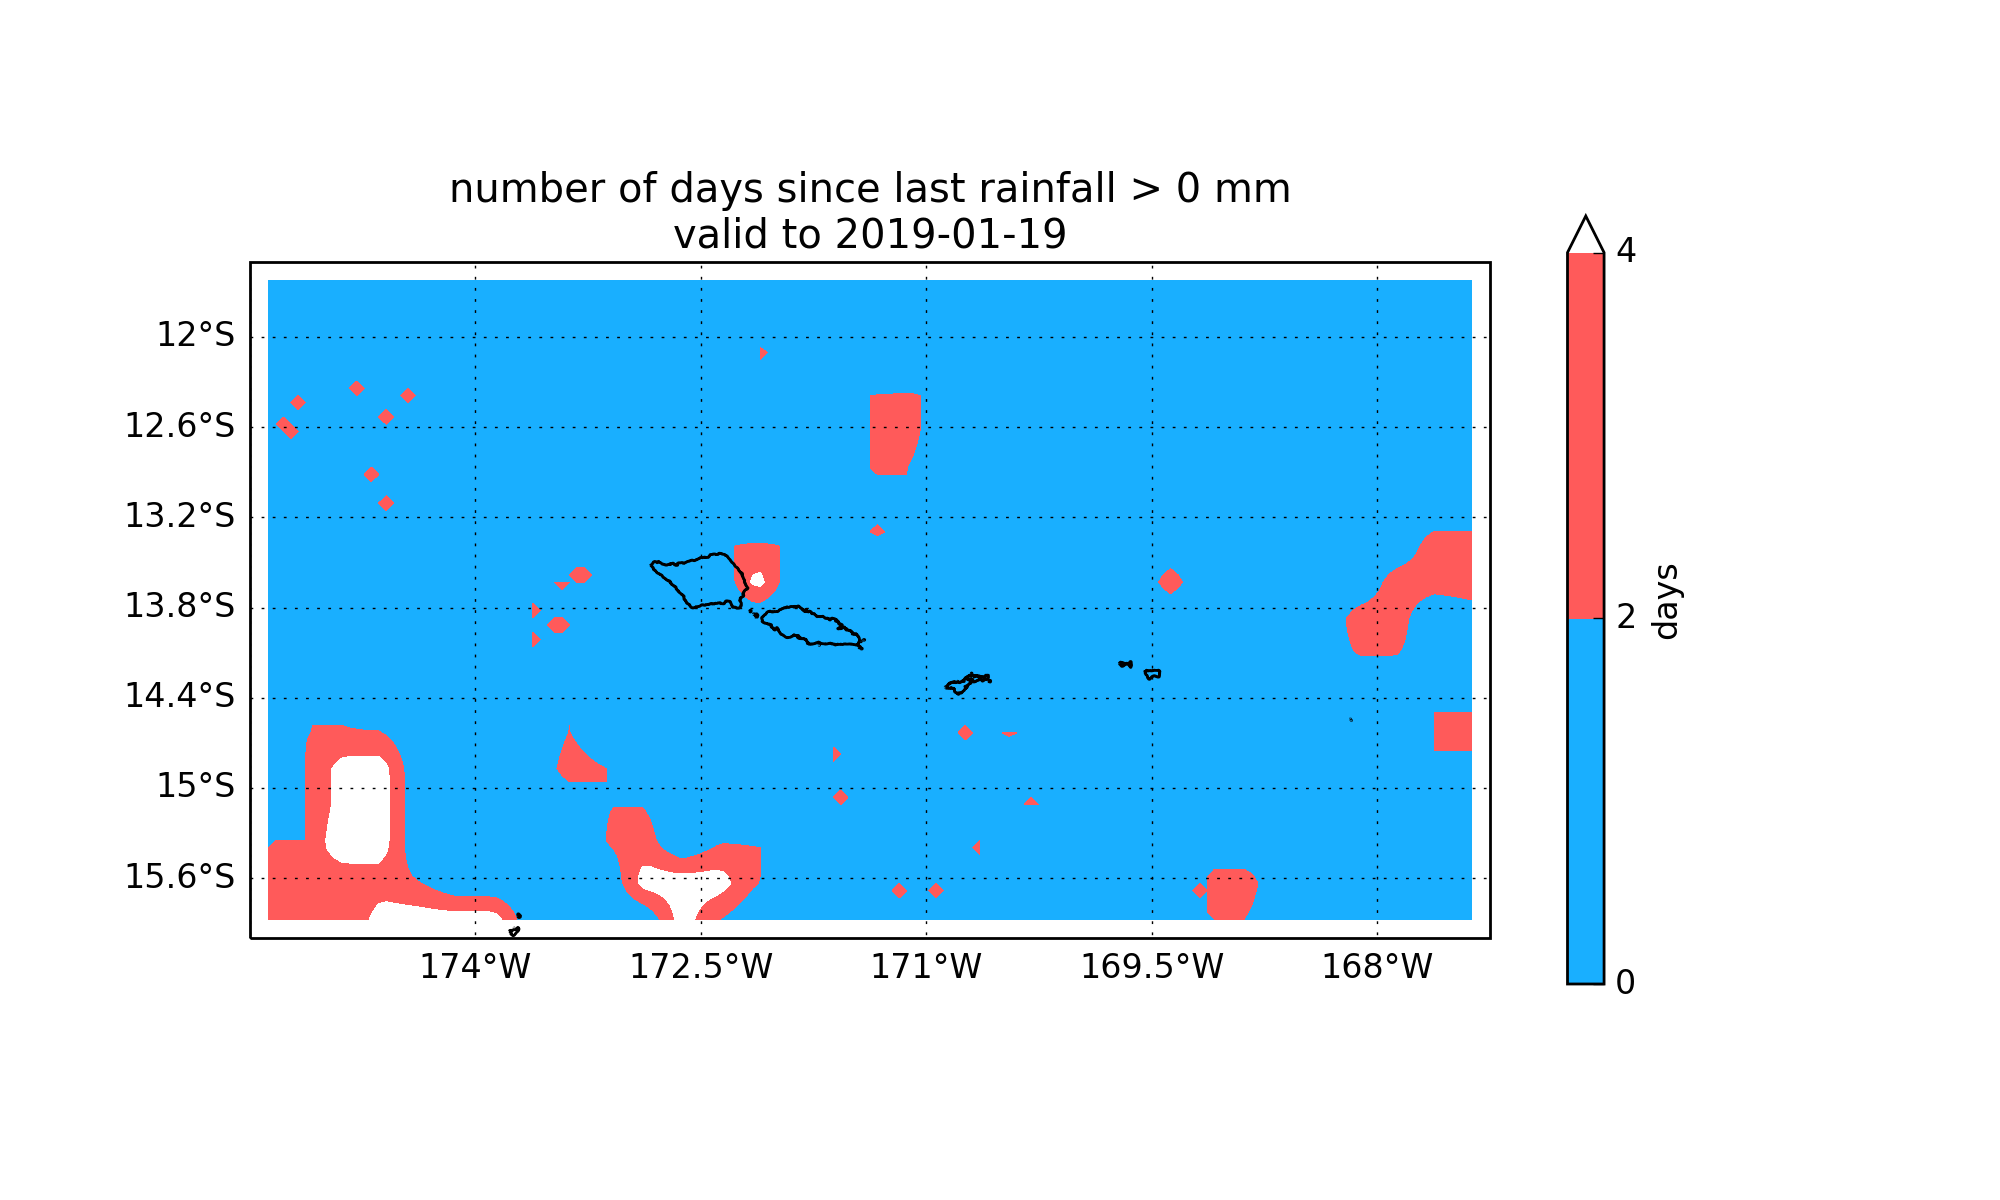 number of days since last rainfall > 0 mm
valid to 2019-01-19
12°S
12.6°S
13.2°S
13.8°S
14.4°S
15°S
15.6°S
174°W
172.5°W
171°W
169.5°W
168°W
4
2
0
days